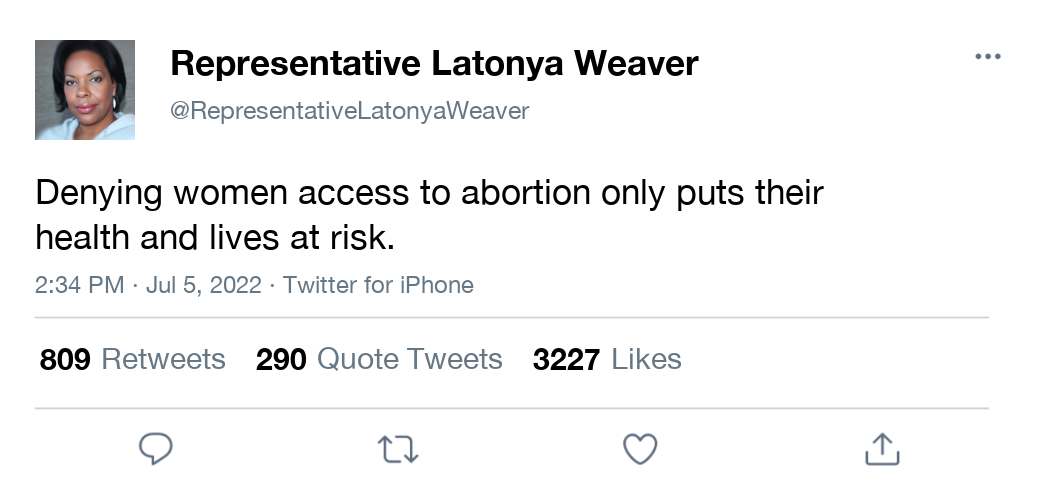 Representative Latonya Weaver
@RepresentativeLatonyaWeaver
Denying women access to abortion only puts their
health and lives at risk.
2:34 PM · Jul 5, 2022 · Twitter for iPhone
809 Retweets 290 Quote Tweets 3227 Likes